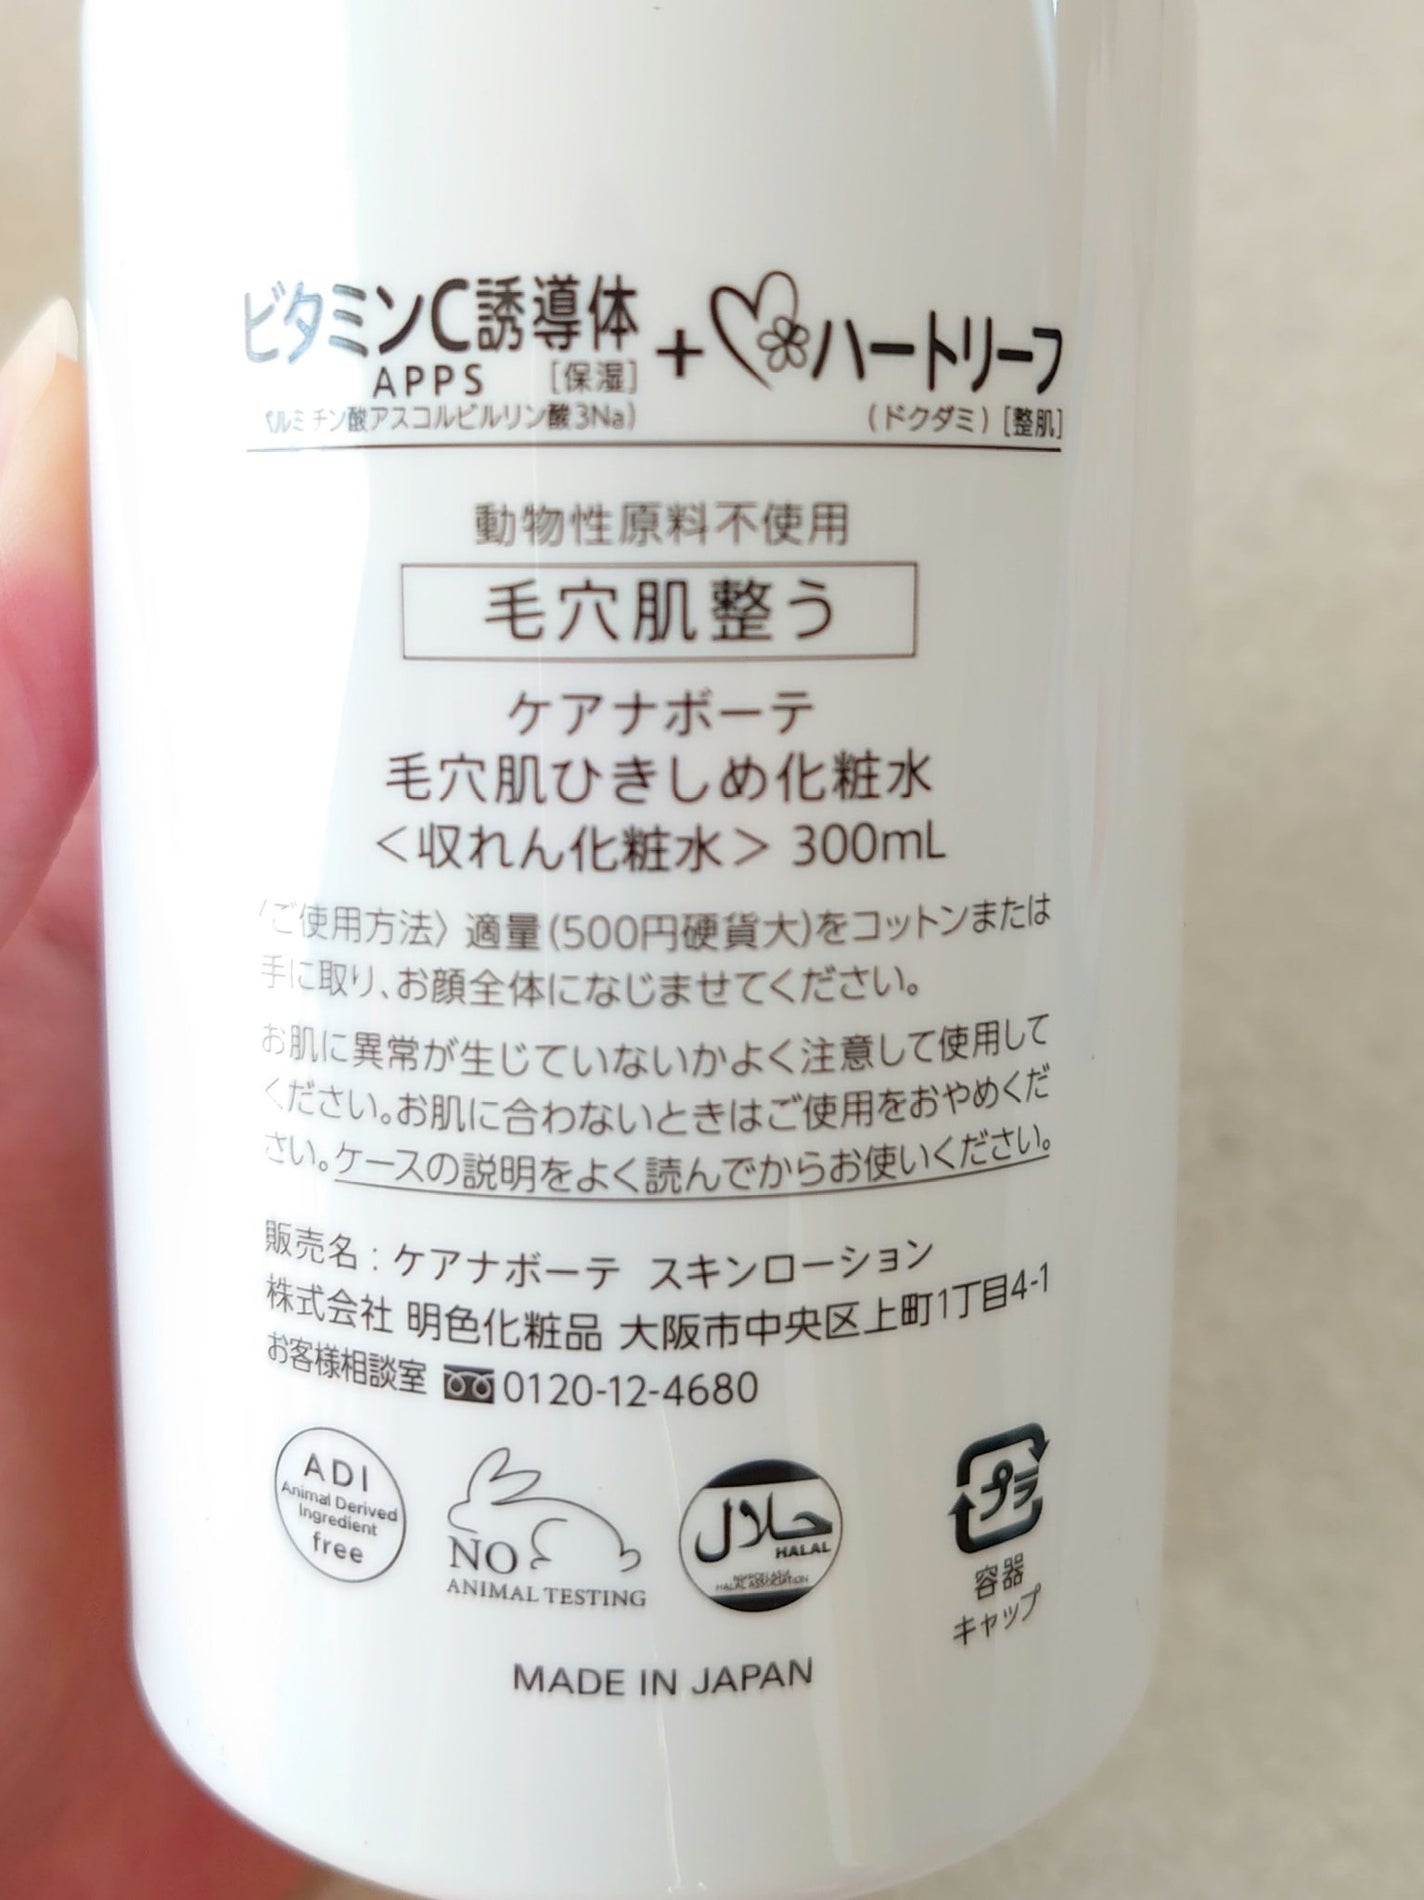 ビタミンC誘導体 + ハートリーフ
APPS [保湿]
ルミチン酸アスコルビルリン酸3Na) (ドクダミ) [整肌]
動物性原料不使用
毛穴肌整う
ケアナボーテ
毛穴肌ひきしめ化粧水
＜収れん化粧水＞ 300mL
ご使用方法〉適量(500円硬貨大)をコットンまたは
手に取り、お顔全体になじませてください。
お肌に異常が生じていないかよく注意して使用して
ください。お肌に合わないときはご使用をおやめくだ
さい。ケースの説明をよく読んでからお使いください。
販売名：ケアナボーテ スキンローション
株式会社 明色化粧品 大阪市中央区上町1丁目4-1
お客様相談室 0120-12-4680
ADI
Animal Derived
Ingredient
free
NO
ANIMAL TESTING
حلال
HALAL
HALAL ASSOCIATION
プラ
容器
キャップ
MADE IN JAPAN